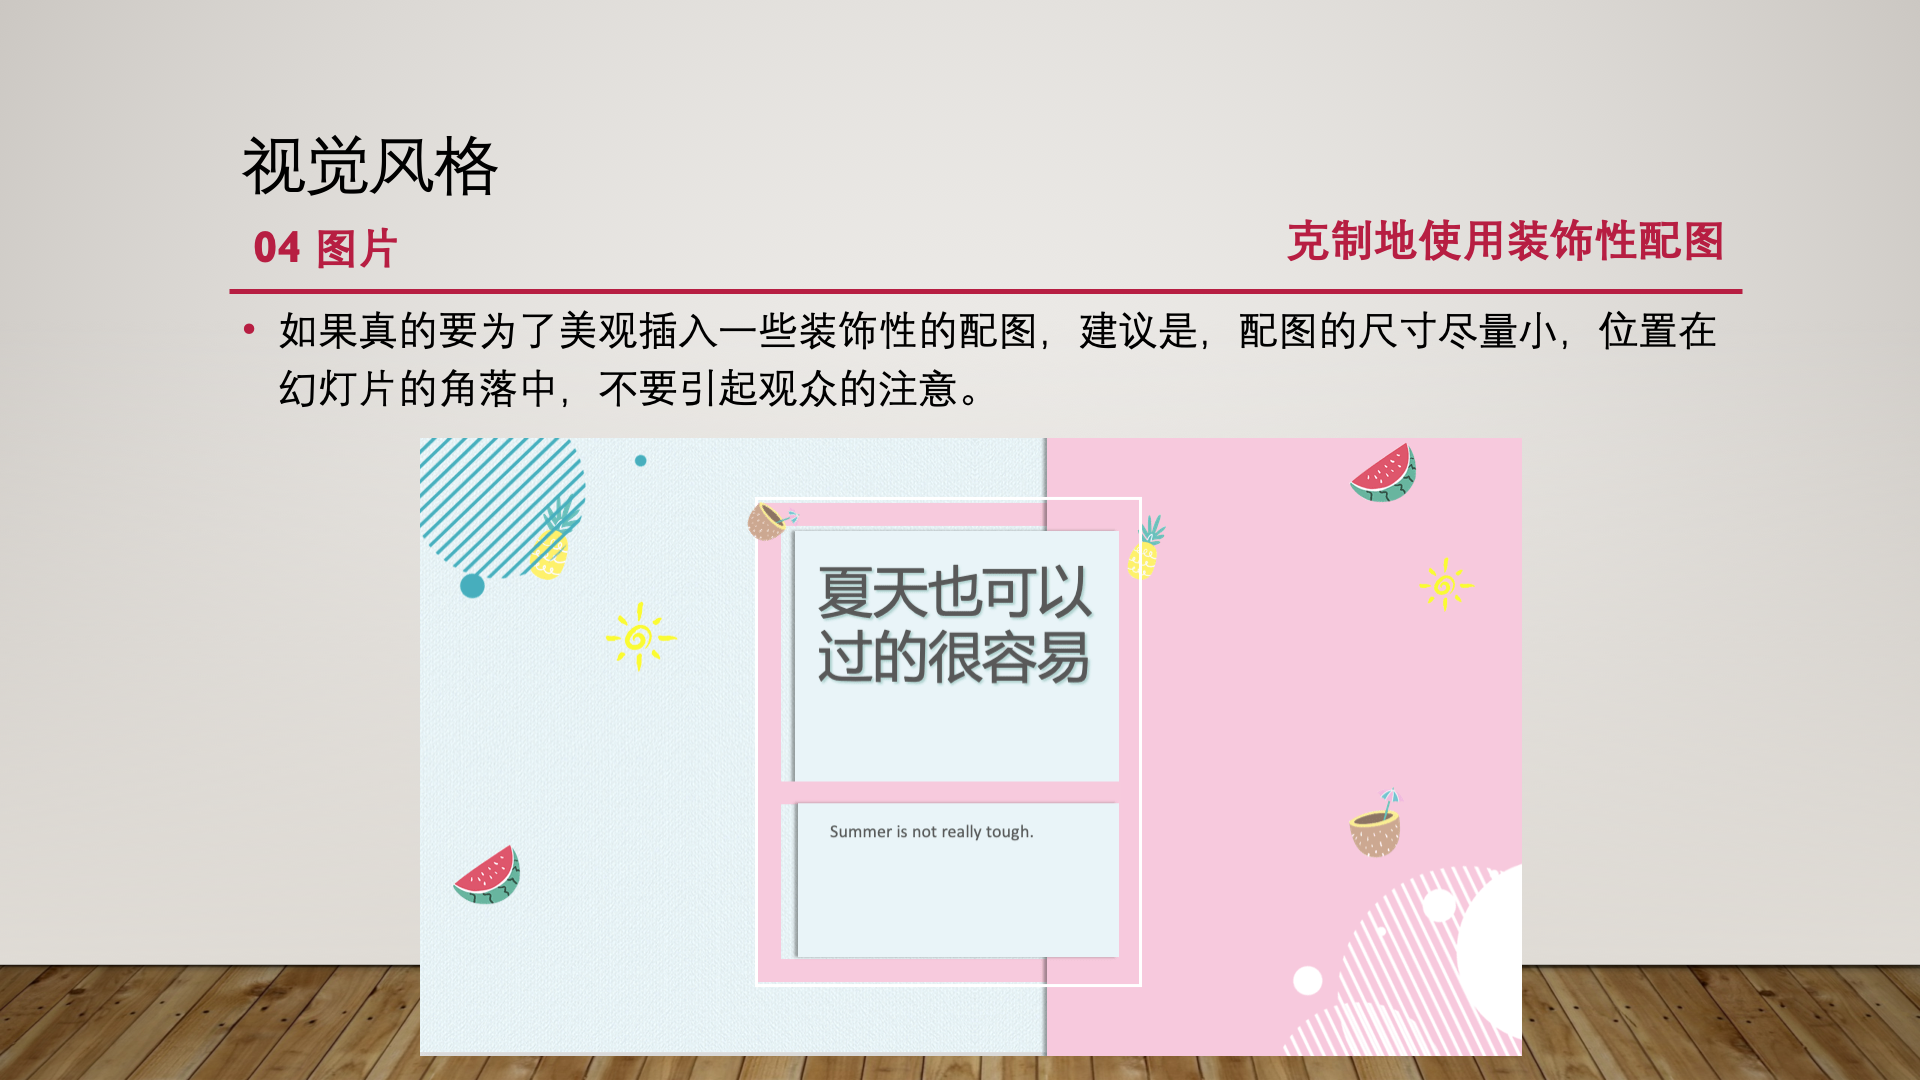 视觉风格
04 图片
克制地使用装饰性配图
• 如果真的要为了美观插入一些装饰性的配图，建议是，配图的尺寸尽量小，位置在
幻灯片的角落中，不要引起观众的注意。
夏天也可以
过的很容易
Summer is not really tough.